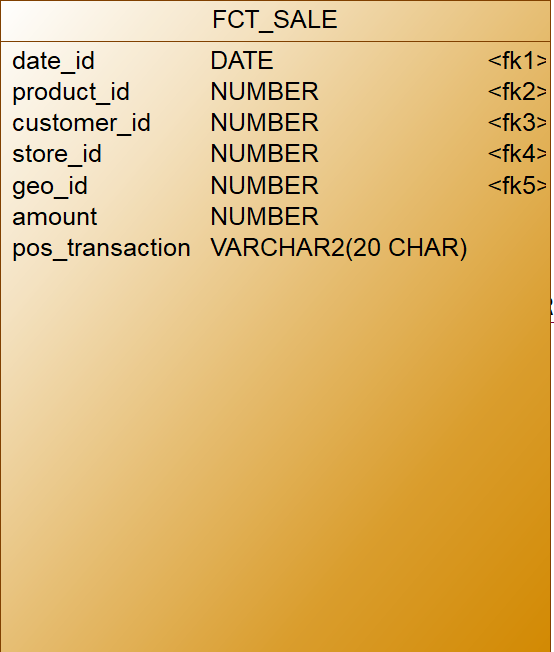 FCT_SALE
date_id DATE <fk1>
product_id NUMBER <fk2>
customer_id NUMBER <fk3>
store_id NUMBER <fk4>
geo_id NUMBER <fk5>
amount NUMBER
pos_transaction VARCHAR2(20 CHAR)